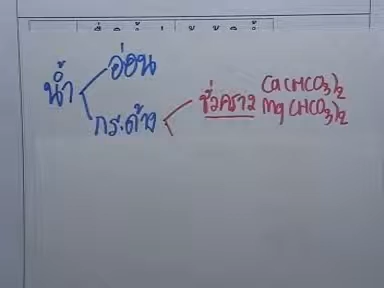 อ่อน
น้ำ
กระด้าง
ชั่วคราว
Ca(HCO3)2
Mg(HCO3)2